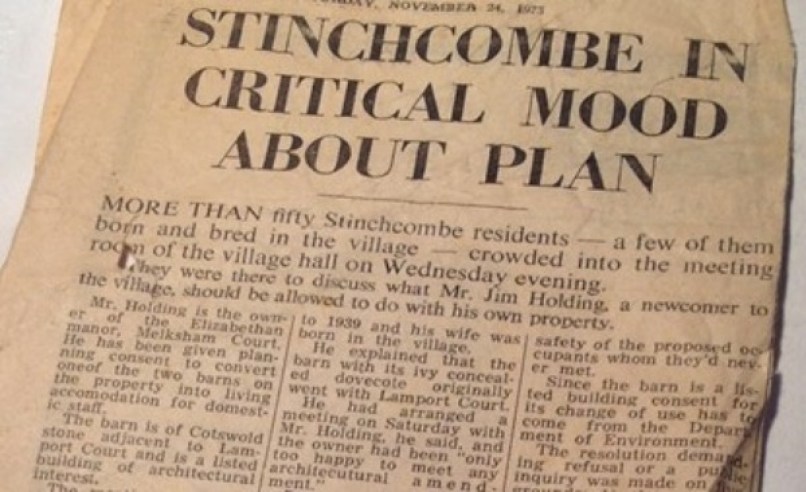 NOVEMBER 24, 1973
STINCHCOMBE IN
CRITICAL MOOD
ABOUT PLAN
MORE THAN fifty Stinchcombe residents — a few of them
born and bred in the village — crowded into the meeting
room of the village hall on Wednesday evening.
They were there to discuss what Mr. Jim Holding, a newcomer to
the village, should be allowed to do with his own property.
Mr. Holding is the own-
er of the Elizabethan
manor, Melksham Court.
He has been given plan-
ning consent to convert
oneof the two barns on
the property into living
accomodation for domest-
ic staff.
The barn is of Cotswold
stone adjacent to Lam-
port Court and is a listed
building of architectural
interest.
to 1939 and his wife was
born in the village.
He explained that the
barn with its ivy conceal-
ed dovecote originally
went with Lamport Court.
He had arranged a
meeting on Saturday with
Mr. Holding, he said, and
the owner had been "only
too happy to meet any
architecutural amend-
ment."
safety of the proposed oc-
cupants whom they'd nev-
er met.
Since the barn is a lis-
ted building consent for
its change of use has to
come from the Depart
ment of Environment.
The resolution demand-
ing refusal or a public
inquiry was made on